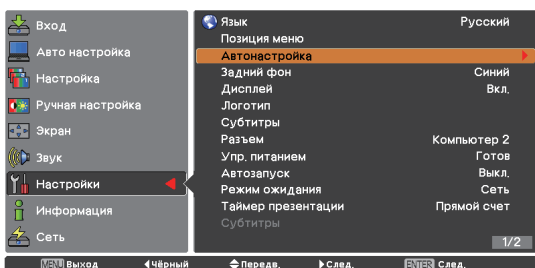 Вход
Авто настройка
Настройка
Ручная настройка
Экран
Звук
Настройки
Информация
Сеть
Язык Русский
Позиция меню
Автонастройка
Задний фон Синий
Дисплей Вкл.
Логотип
Субтитры
Разъем Компьютер 2
Упр. питанием Готов
Автозапуск Выкл.
Режим ожидания Сеть
Таймер презентации Прямой счет
Субтитры
1/2
MENU Выход Чёрный Передв. След. ENTER След.